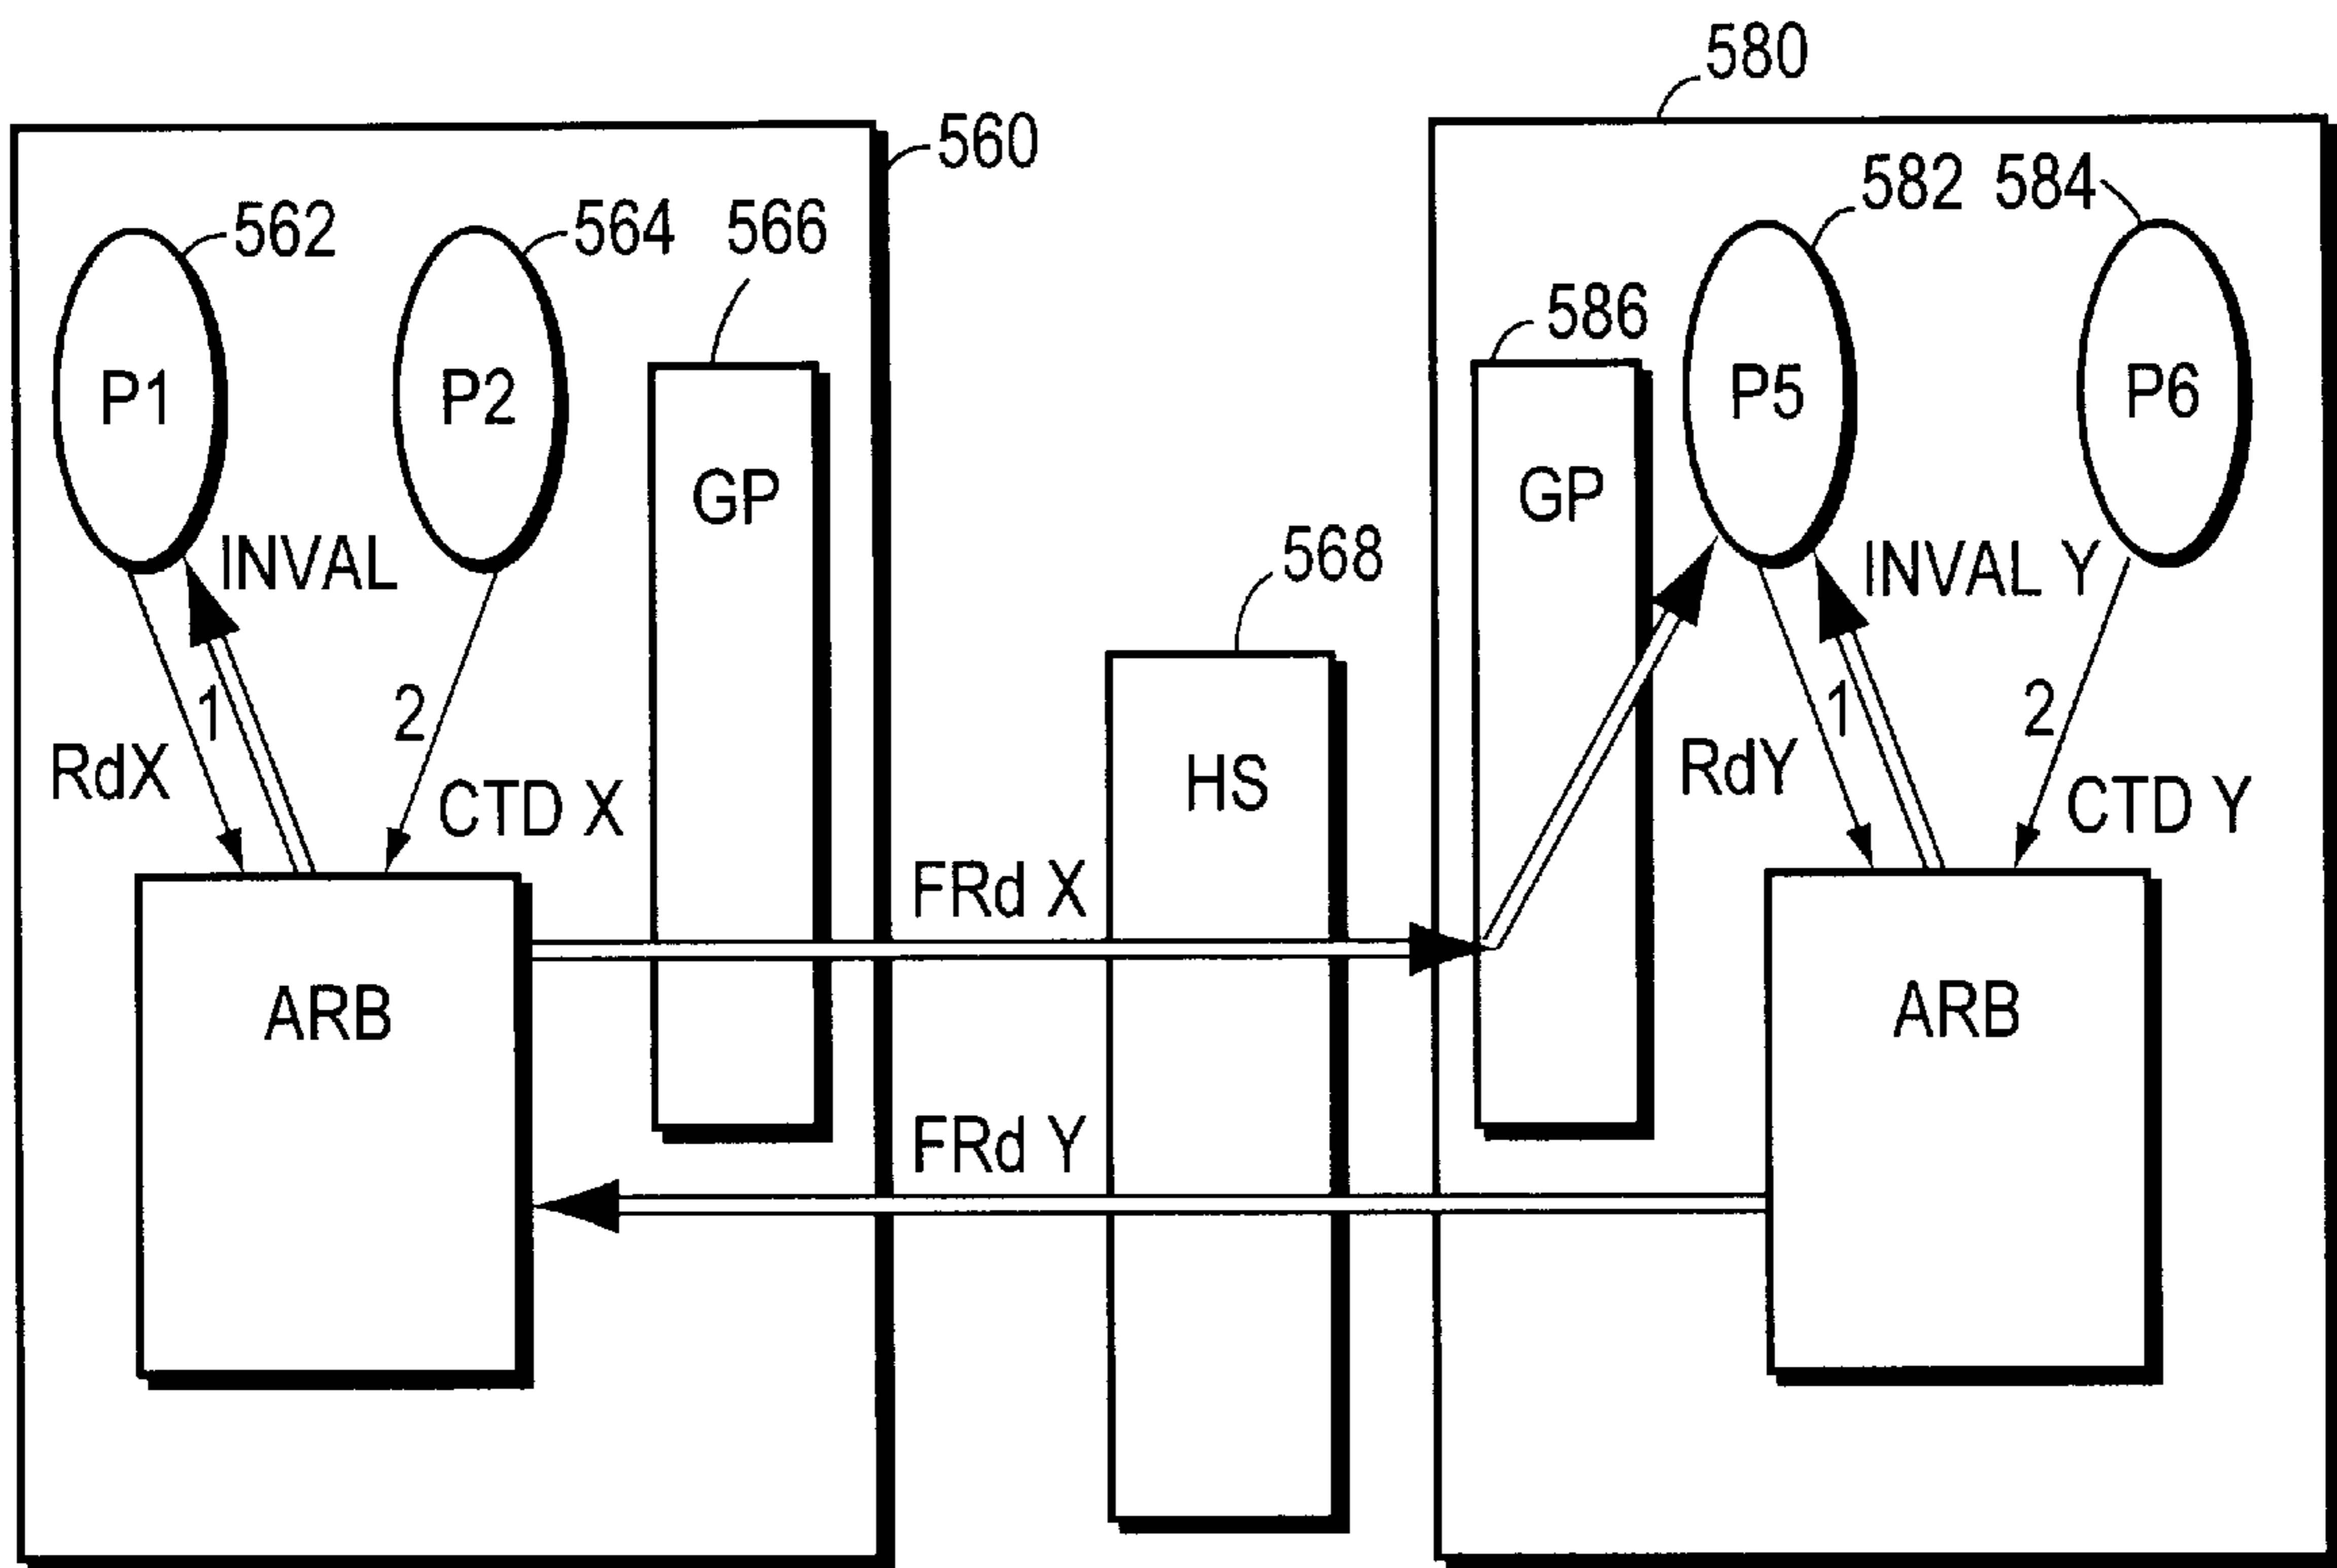 580
560
562
564
566
582
584
586
P1
P2
GP
GP
P5
P6
INVAL
568
INVAL Y
1
2
RdX
CTD X
HS
1
2
RdY
CTD Y
FRd X
ARB
ARB
FRd Y